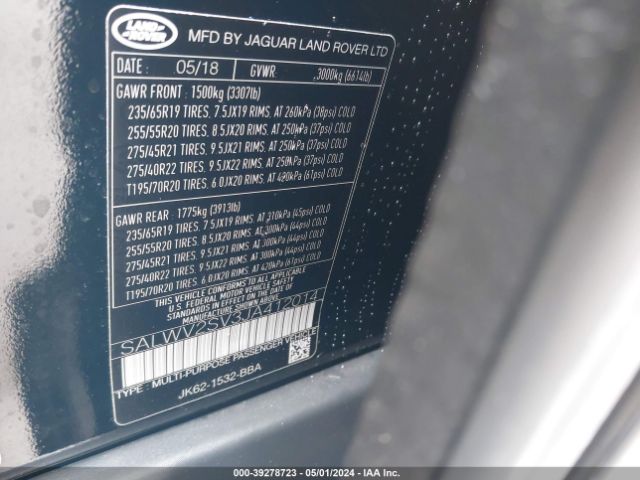 LAND ROVER
MFD BY JAGUAR LAND ROVER LTD
DATE : 05/18 GVWR: 3000kg (6614lb)
GAWR FRONT : 1500kg (3307lb)
235/65R19 TIRES, 7.5JX19 RIMS, AT 260kPa (38psi) COLD
255/55R20 TIRES, 8.5JX20 RIMS, AT 250kPa (37psi) COLD
275/45R21 TIRES, 9.5JX21 RIMS, AT 250kPa (37psi) COLD
275/40R22 TIRES, 9.5JX22 RIMS, AT 250kPa (37psi) COLD
T195/70R20 TIRES, 6.0JX20 RIMS, AT 420kPa (61psi) COLD
GAWR REAR : 1775kg (3913lb)
235/65R19 TIRES, 7.5JX19 RIMS, AT 310kPa (45psi) COLD
255/55R20 TIRES, 8.5JX20 RIMS, AT 300kPa (44psi) COLD
275/45R21 TIRES, 9.5JX21 RIMS, AT 300kPa (44psi) COLD
275/40R22 TIRES, 9.5JX22 RIMS, AT 300kPa (44psi) COLD
T195/70R20 TIRES, 6.0JX20 RIMS, AT 420kPa (61psi) COLD
THIS VEHICLE CONFORMS TO ALL APPLICABLE
U.S. FEDERAL MOTOR VEHICLE SAFETY
STANDARDS IN EFFECT ON THE DATE OF
MANUFACTURE SHOWN ABOVE
SALWV2SV3JA412014
TYPE : MULTI-PURPOSE PASSENGER VEHICLE
JK62-1532-BBA
000-39278723 - 05/01/2024 - IAA Inc.